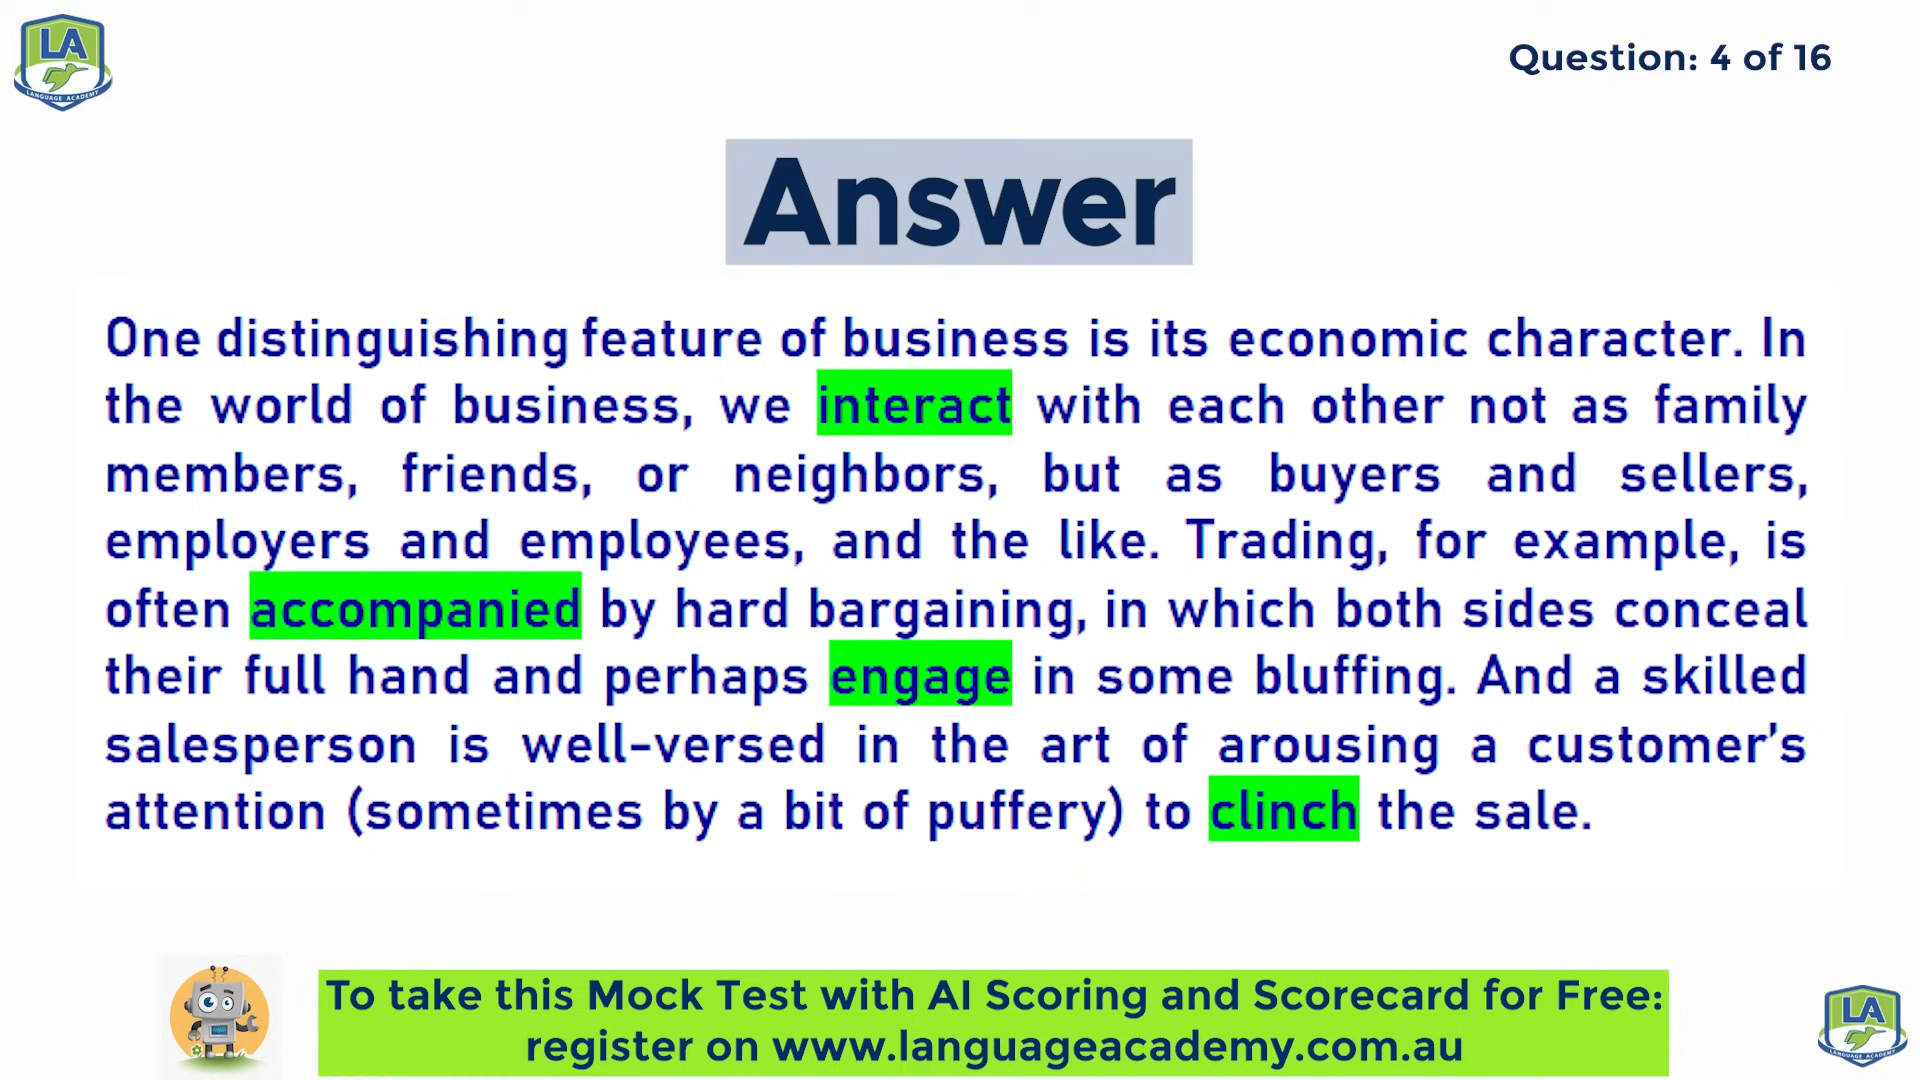 LA
LANGUAGE ACADEMY
Question: 4 of 16
Answer
One distinguishing feature of business is its economic character. In
the world of business, we interact with each other not as family
members, friends, or neighbors, but as buyers and sellers,
employers and employees, and the like. Trading, for example, is
often accompanied by hard bargaining, in which both sides conceal
their full hand and perhaps engage in some bluffing. And a skilled
salesperson is well-versed in the art of arousing a customer’s
attention (sometimes by a bit of puffery) to clinch the sale.
To take this Mock Test with AI Scoring and Scorecard for Free:
register on www.languageacademy.com.au
LA
LANGUAGE ACADEMY